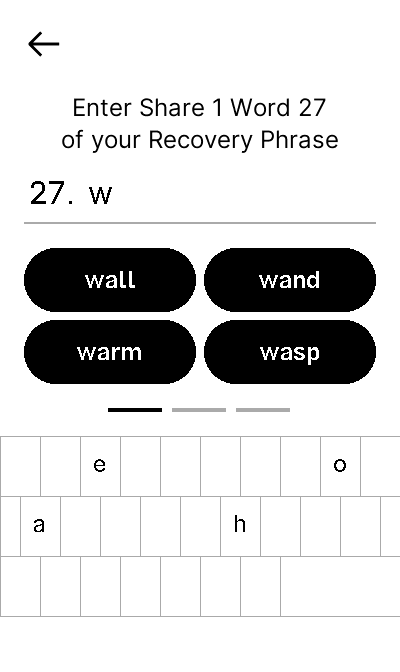 Enter Share 1 Word 27
of your Recovery Phrase
27. w
wall wand
warm wasp
e o
a h